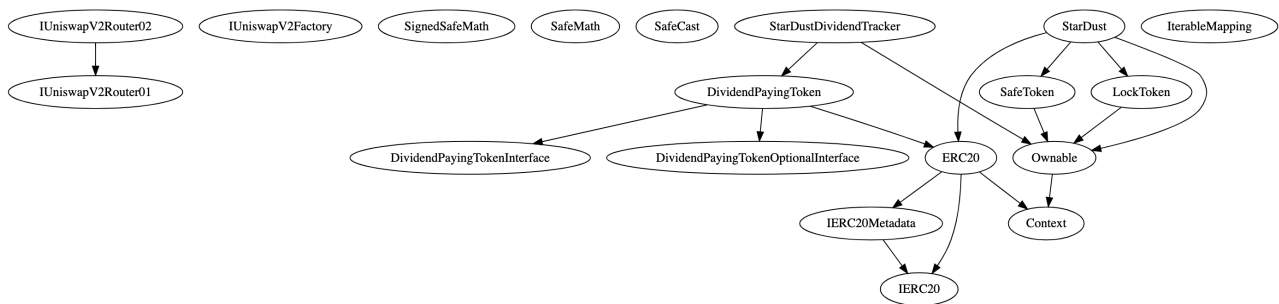 IUniswapV2Router02
IUniswapV2Factory
SignedSafeMath
SafeMath
SafeCast
StarDustDividendTracker
StarDust
IterableMapping
IUniswapV2Router01
DividendPayingToken
SafeToken
LockToken
DividendPayingTokenInterface
DividendPayingTokenOptionalInterface
ERC20
Ownable
IERC20Metadata
Context
IERC20